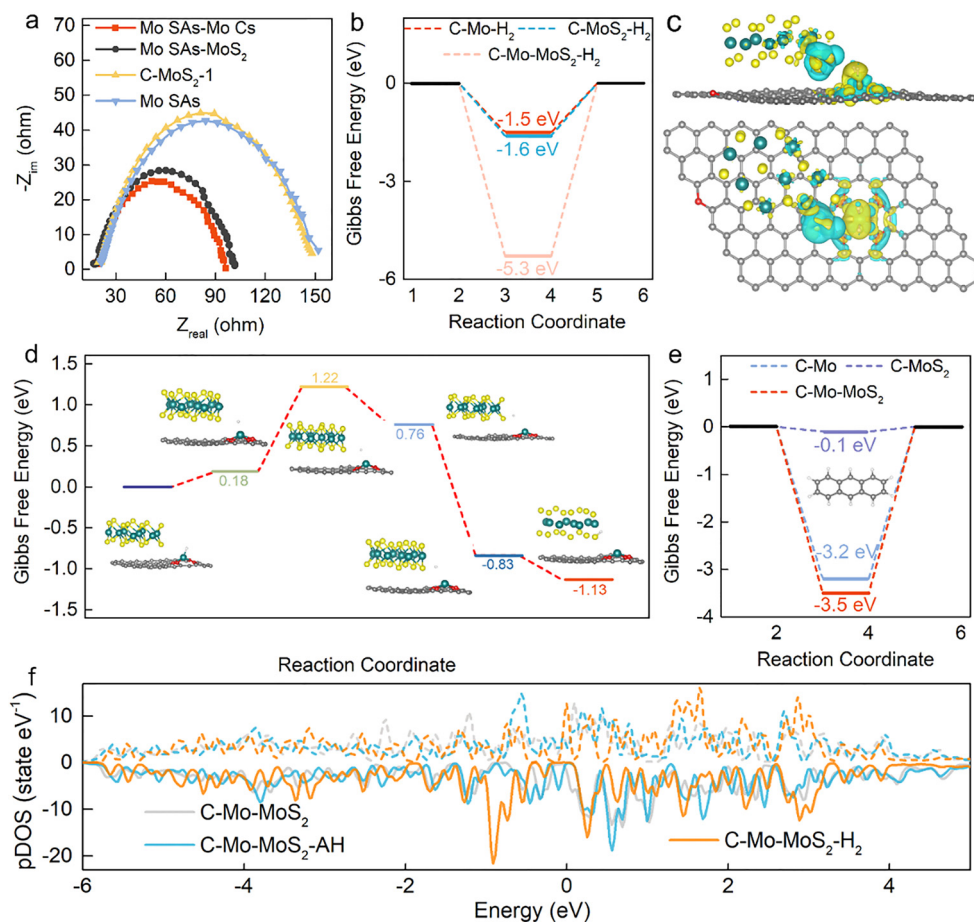 a
Mo SAs-Mo Cs
Mo SAs-MoS2
C-MoS2-1
Mo SAs
50
40
30
20
10
0
-Zim (ohm)
30 60 90 120 150
Zreal (ohm)
b
C-Mo-H2 C-MoS2-H2
C-Mo-MoS2-H2
0
-3
-6
Gibbs Free Energy (eV)
-1.5 eV
-1.6 eV
-5.3 eV
1 2 3 4 5 6
Reaction Coordinate
c
d
1.5
1.0
0.5
0.0
-0.5
-1.0
-1.5
Gibbs Free Energy (eV)
0.18
1.22
0.76
-0.83
-1.13
Reaction Coordinate
e
C-Mo C-MoS2
C-Mo-MoS2
1
0
-1
-2
-3
-4
Gibbs Free Energy (eV)
-0.1 eV
-3.2 eV
-3.5 eV
2 4 6
Reaction Coordinate
f
10
0
-10
-20
pDOS (state eV-1)
C-Mo-MoS2
C-Mo-MoS2-AH
C-Mo-MoS2-H2
-6 -4 -2 0 2 4
Energy (eV)